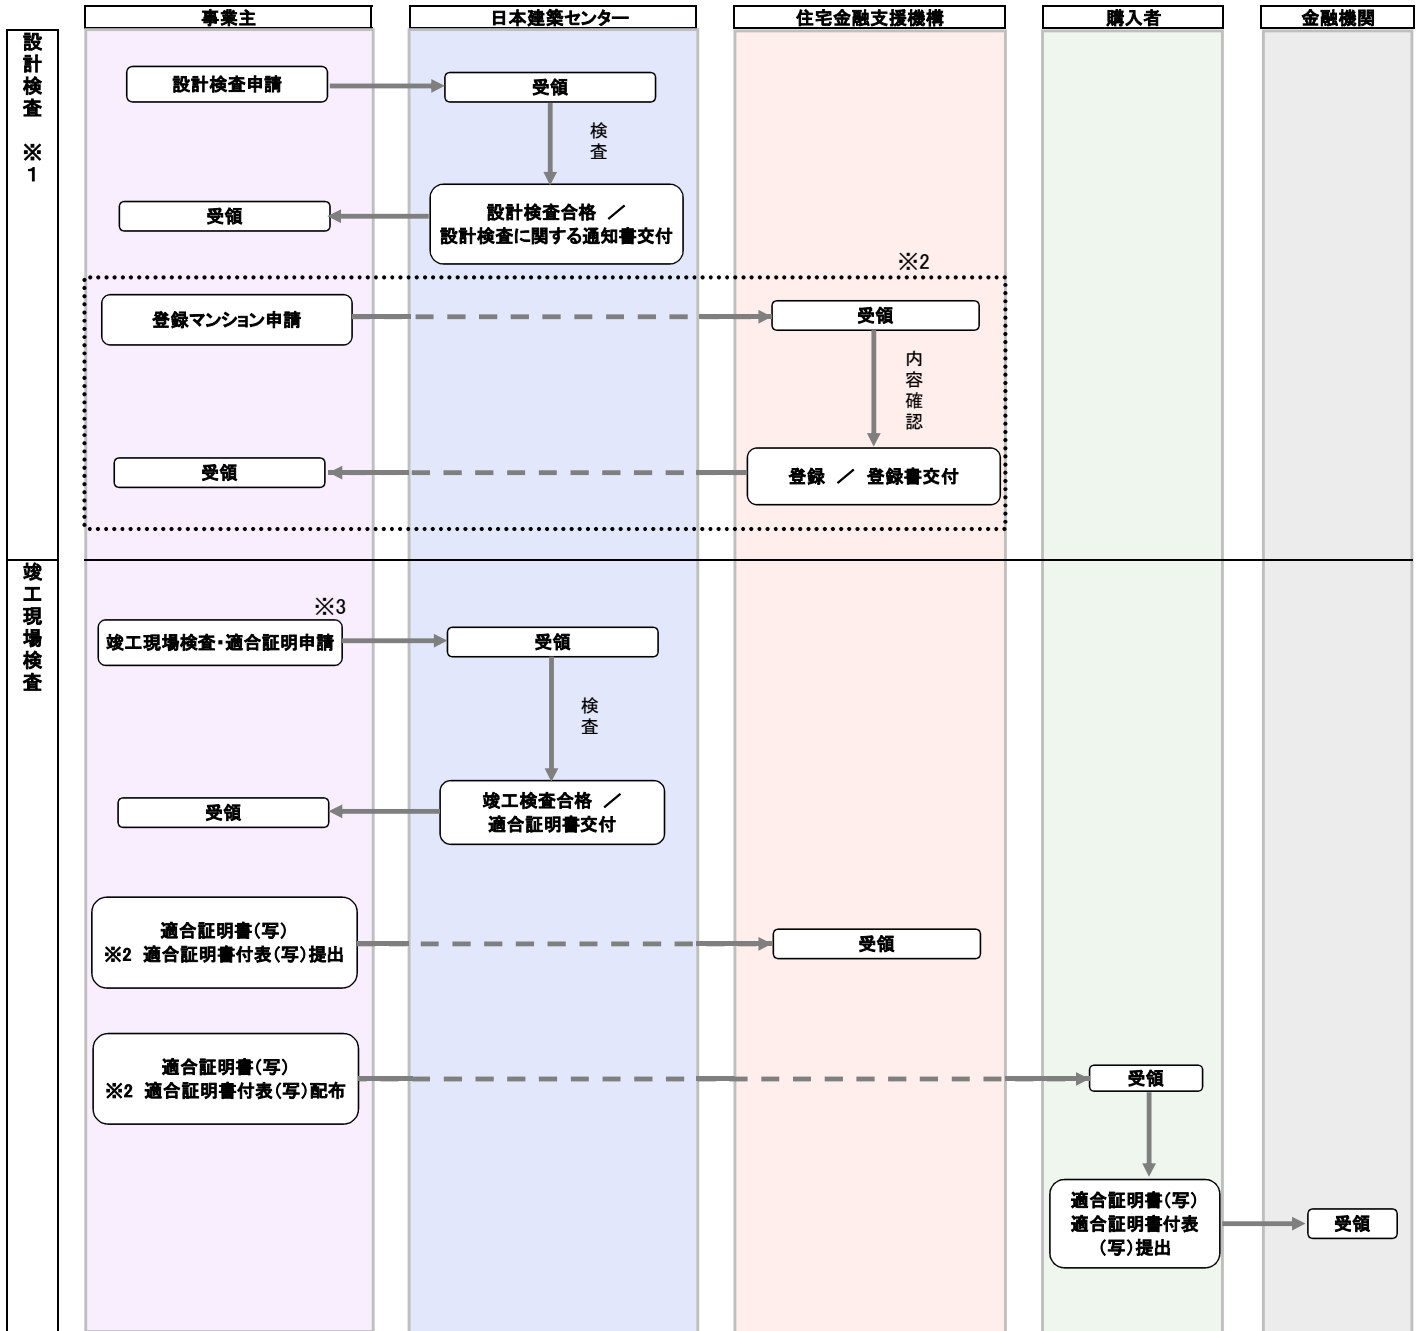 事業主
日本建築センター
住宅金融支援機構
購入者
金融機関
設計検査 ※1
設計検査申請
受領
検査
受領
設計検査合格 ／
設計検査に関する通知書交付
※2
登録マンション申請
受領
内容確認
受領
登録 ／ 登録書交付
竣工現場検査
※3
竣工現場検査・適合証明申請
受領
検査
受領
竣工検査合格 ／
適合証明書交付
適合証明書(写)
※2 適合証明書付表(写)提出
受領
適合証明書(写)
※2 適合証明書付表(写)配布
受領
適合証明書(写)
適合証明書付表
(写)提出
受領